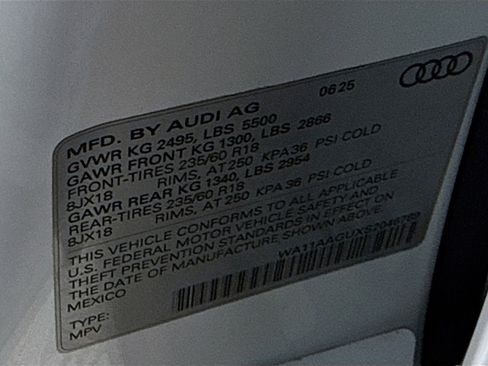 MFD. BY AUDI AG 06 25
GVWR KG 2495, LBS 5500
GAWR FRONT KG 1300, LBS 2866
FRONT-TIRES 235/60 R18
8JX18 RIMS, AT 250 KPA 36 PSI COLD
GAWR REAR KG 1340, LBS 2954
REAR-TIRES 235/60 R18
8JX18 RIMS, AT 250 KPA 36 PSI COLD
THIS VEHICLE CONFORMS TO ALL APPLICABLE
U.S. FEDERAL MOTOR VEHICLE SAFETY AND
THEFT PREVENTION STANDARDS IN EFFECT ON
THE DATE OF MANUFACTURE SHOWN ABOVE.
MEXICO
TYPE:
MPV